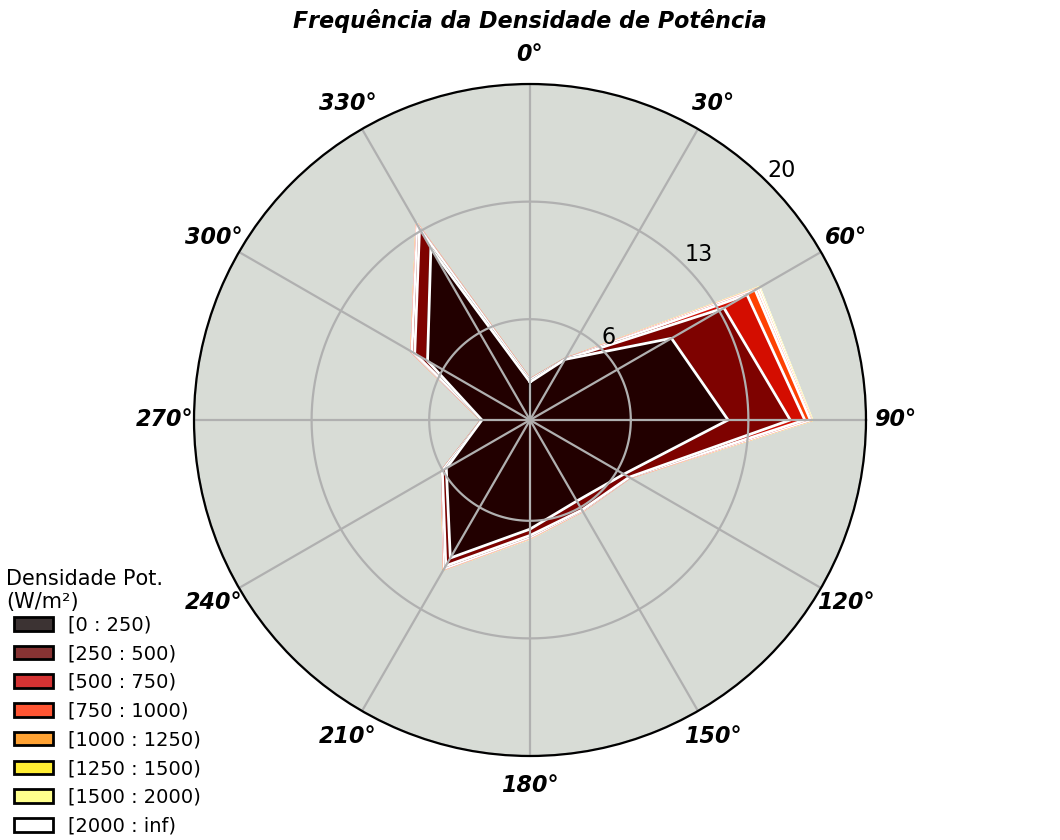 Frequência da Densidade de Potência
0°
330°
30°
20
300°
60°
13
6
270°
90°
240°
120°
210°
150°
180°
Densidade Pot.
(W/m²)
[0 : 250)
[250 : 500)
[500 : 750)
[750 : 1000)
[1000 : 1250)
[1250 : 1500)
[1500 : 2000)
[2000 : inf)